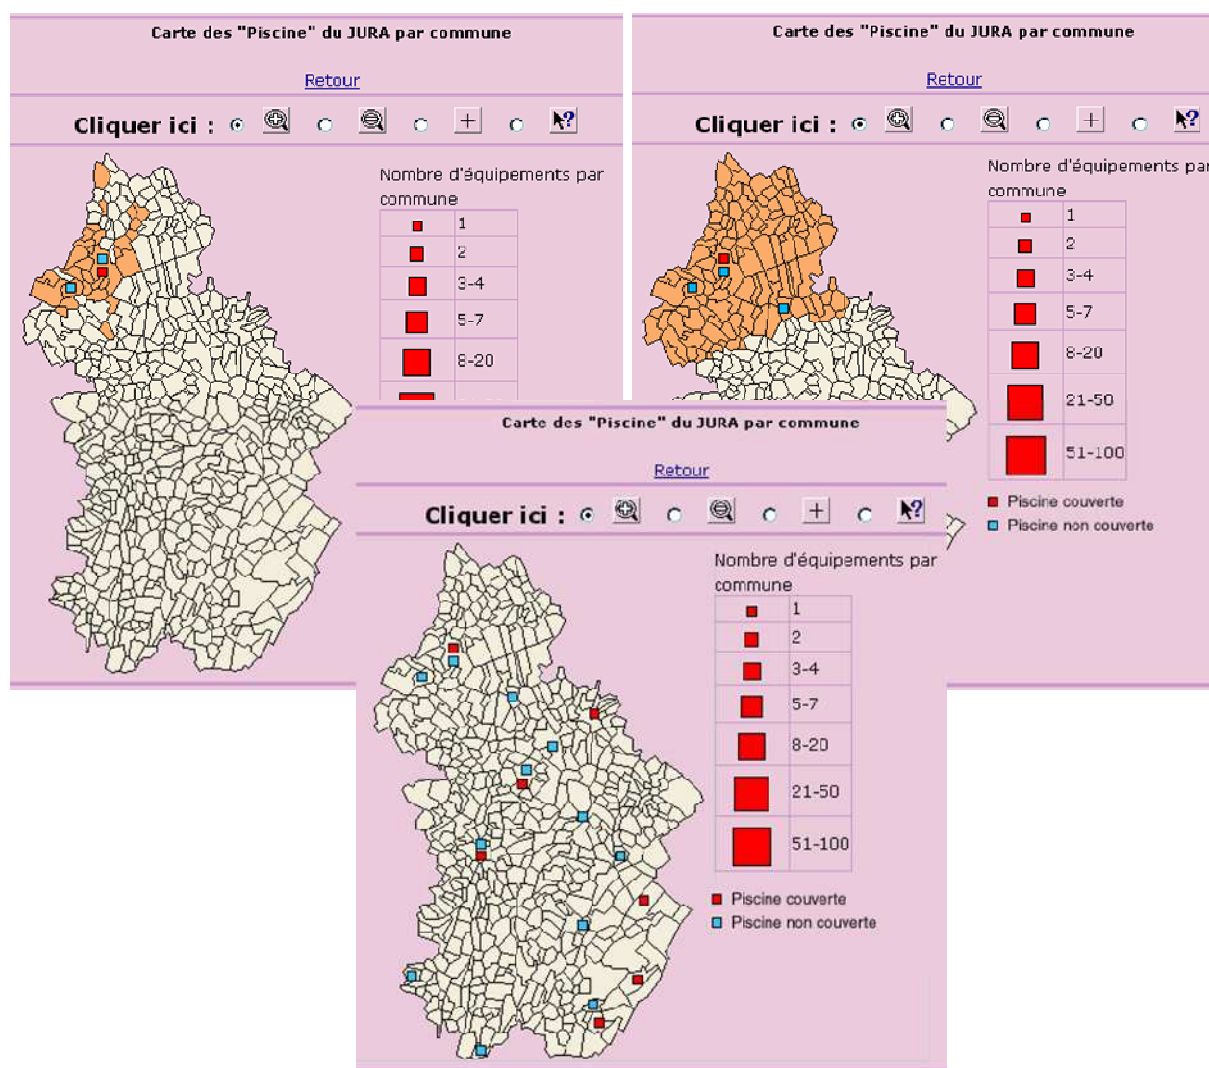 Carte des "Piscine" du JURA par commune
Retour
Cliquer ici :
Nombre d'équipements par
commune
1
2
3-4
5-7
8-20
Carte des "Piscine" du JURA par commune
Retour
Cliquer ici :
Nombre d'équipements par
commune
1
2
3-4
5-7
8-20
21-50
51-100
Piscine couverte
Piscine non couverte
Carte des "Piscine" du JURA par commune
Retour
Cliquer ici :
Nombre d'équipements par
commune
1
2
3-4
5-7
8-20
21-50
51-100
Piscine couverte
Piscine non couverte